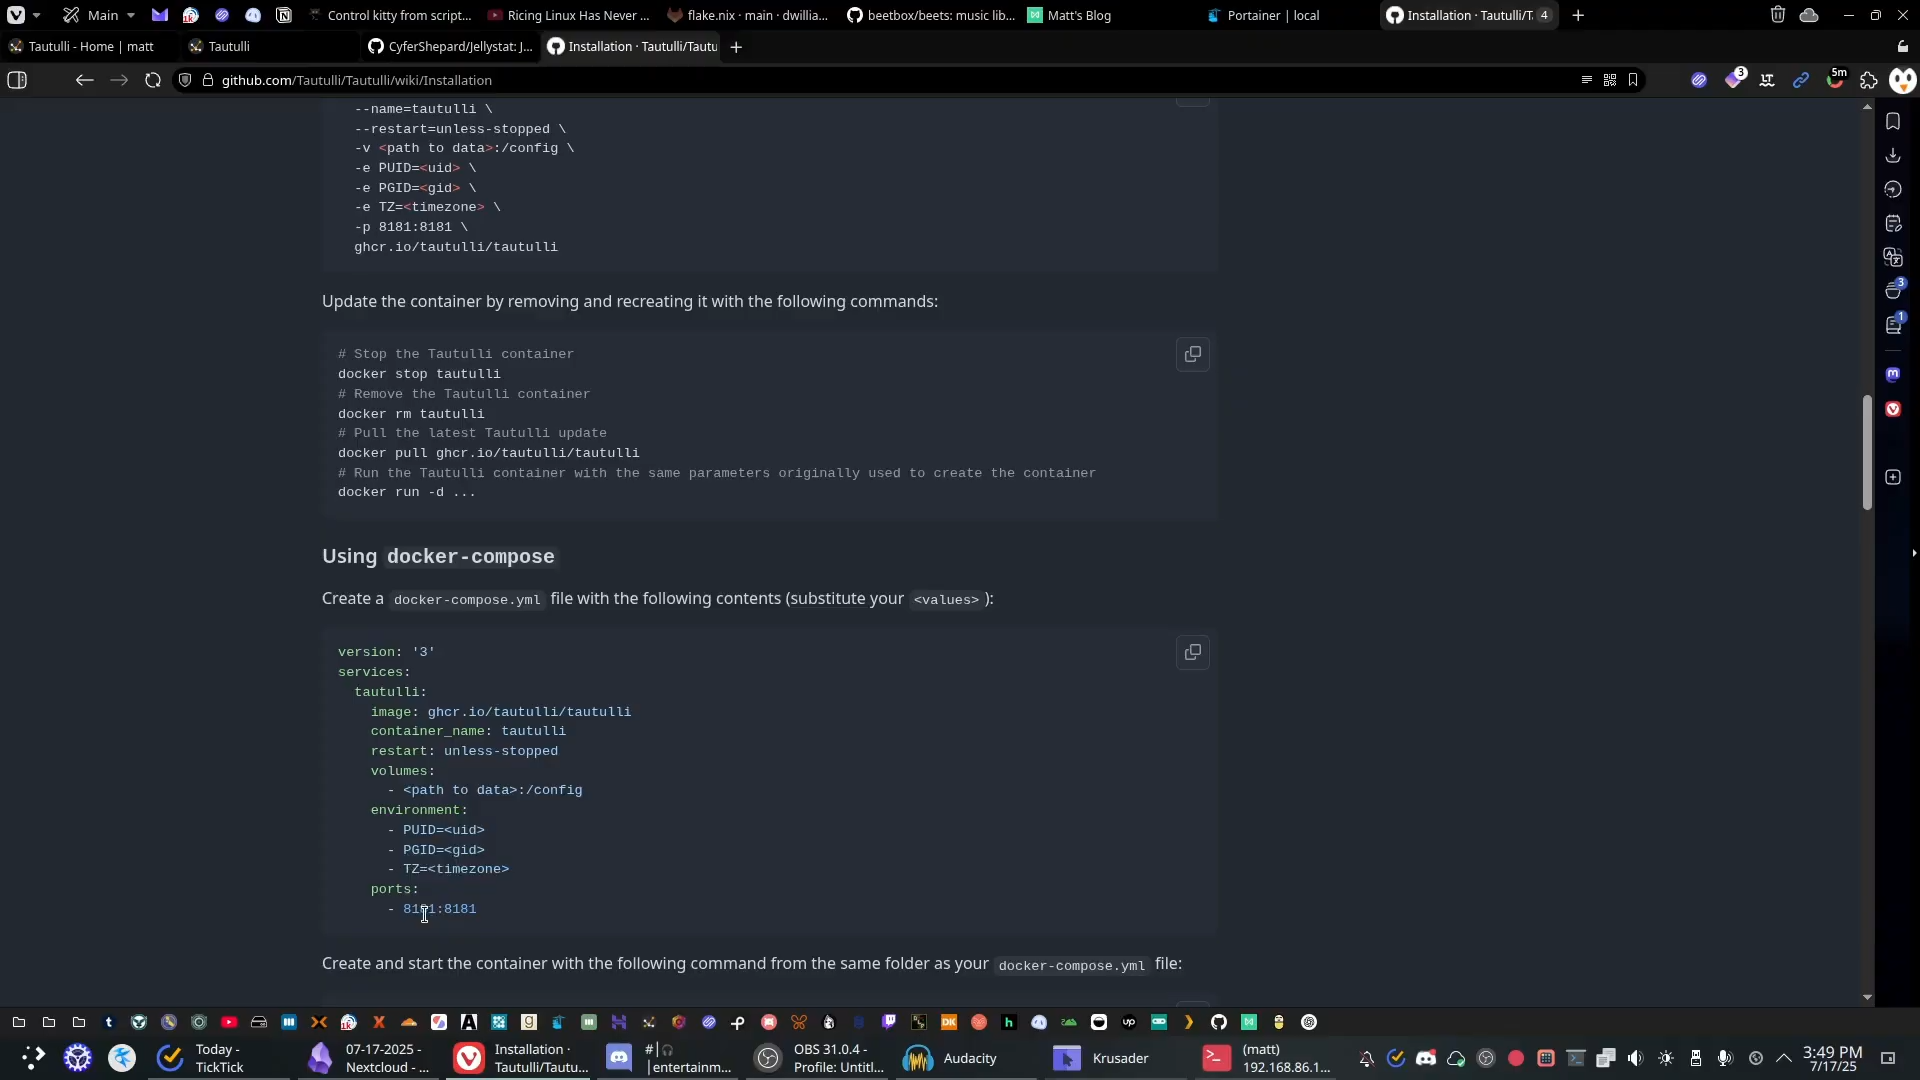 Main
Control kitty from script...
Ricing Linux Has Never ...
flake.nix · main · dwillia...
beetbox/beets: music lib...
Matt's Blog
Portainer | local
Installation · Tautulli/T. 4
Tautulli - Home | matt
Tautulli
CyferShepard/Jellystat: J...
Installation · Tautulli/Tautu
github.com/Tautulli/Tautulli/wiki/Installation
3
5m
--name=tautulli \
--restart=unless-stopped \
-v <path to data>:/config \
-e PUID=<uid> \
-e PGID=<gid> \
-e TZ=<timezone> \
-p 8181:8181 \
ghcr.io/tautulli/tautulli
3
1
Update the container by removing and recreating it with the following commands:
# Stop the Tautulli container
docker stop tautulli
# Remove the Tautulli container
docker rm tautulli
# Pull the latest Tautulli update
docker pull ghcr.io/tautulli/tautulli
# Run the Tautulli container with the same parameters originally used to create the container
docker run -d ...
Using docker-compose
Create a docker-compose.yml file with the following contents (substitute your <values> ):
version: '3'
services:
tautulli:
image: ghcr.io/tautulli/tautulli
container_name: tautulli
restart: unless-stopped
volumes:
- <path to data>:/config
environment:
- PUID=<uid>
- PGID=<gid>
- TZ=<timezone>
ports:
- 8181:8181
Create and start the container with the following command from the same folder as your docker-compose.yml file:
Today -
TickTick
07-17-2025 -
Nextcloud - ...
Installation ·
Tautulli/Tautu...
#│🎧
│entertainm...
OBS 31.0.4 -
Profile: Untitl...
Audacity
Krusader
(matt)
192.168.86.1...
3:49 PM
7/17/25